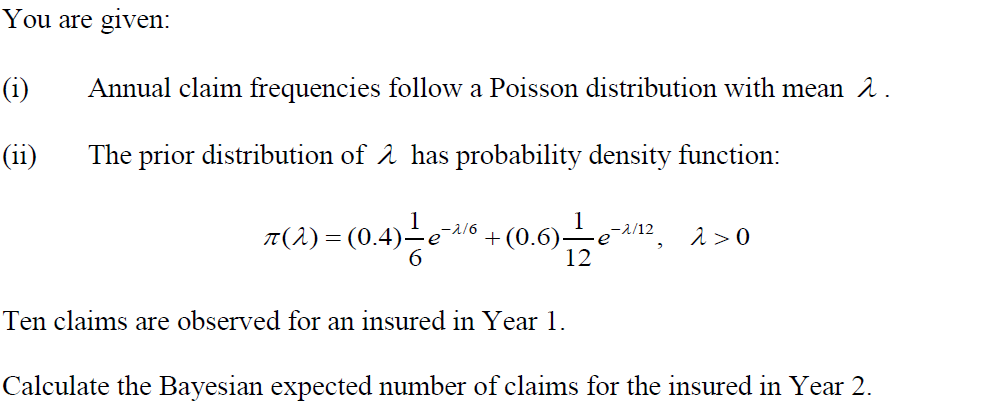 You are given:
(i) Annual claim frequencies follow a Poisson distribution with mean λ .
(ii) The prior distribution of λ has probability density function:
π(λ) = (0.4) 1/6 e^{-λ/6} + (0.6) 1/12 e^{-λ/12}, λ > 0
Ten claims are observed for an insured in Year 1.
Calculate the Bayesian expected number of claims for the insured in Year 2.